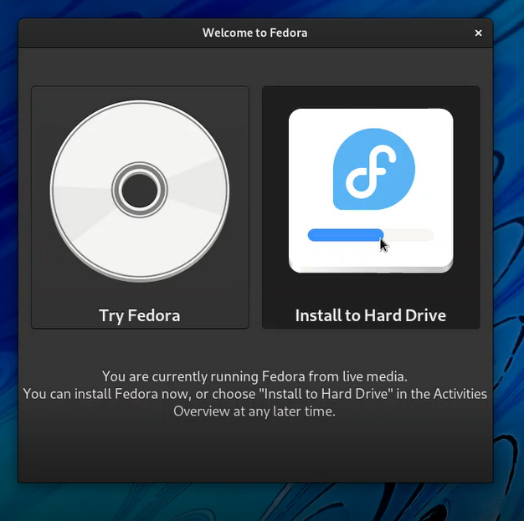 Welcome to Fedora
Try Fedora
Install to Hard Drive
You are currently running Fedora from live media.
You can install Fedora now, or choose "Install to Hard Drive" in the Activities
Overview at any later time.